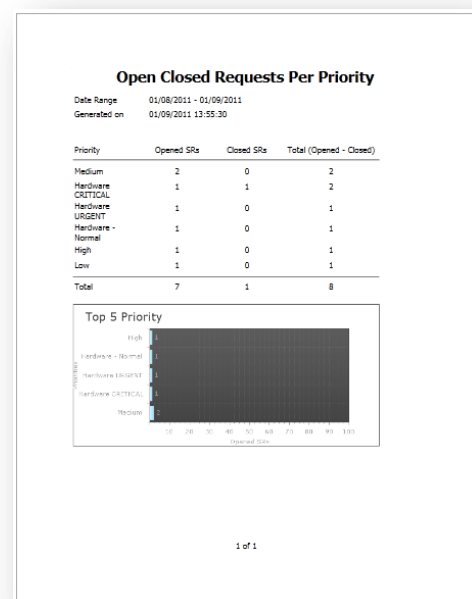 Open Closed Requests Per Priority
Date Range 01/08/2011 - 01/09/2011
Generated on 01/09/2011 13:55:30
Priority Opened SRs Closed SRs Total (Opened - Closed)
Medium 2 0 2
Hardware CRITICAL 1 1 2
Hardware URGENT 1 0 1
Hardware - Normal 1 0 1
High 1 0 1
Low 1 0 1
Total 7 1 8
Top 5 Priority
High 1
Hardware - Normal 1
Hardware URGENT 1
Hardware CRITICAL 1
Medium 2
10 20 30 40 50 60 70 80 90 100
Opened SRs
1 of 1